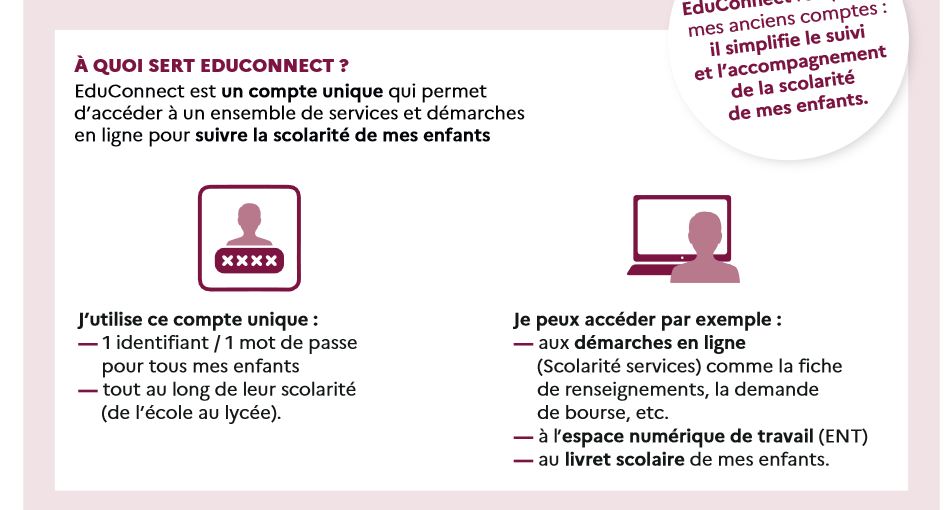 EduConnect
mes anciens comptes :
il simplifie le suivi
et l'accompagnement
de la scolarité
de mes enfants.
À QUOI SERT EDUCONNECT ?
EduConnect est un compte unique qui permet
d'accéder à un ensemble de services et démarches
en ligne pour suivre la scolarité de mes enfants
xxxx
J'utilise ce compte unique :
— 1 identifiant / 1 mot de passe
pour tous mes enfants
— tout au long de leur scolarité
(de l'école au lycée).
Je peux accéder par exemple :
— aux démarches en ligne
(Scolarité services) comme la fiche
de renseignements, la demande
de bourse, etc.
— à l'espace numérique de travail (ENT)
— au livret scolaire de mes enfants.